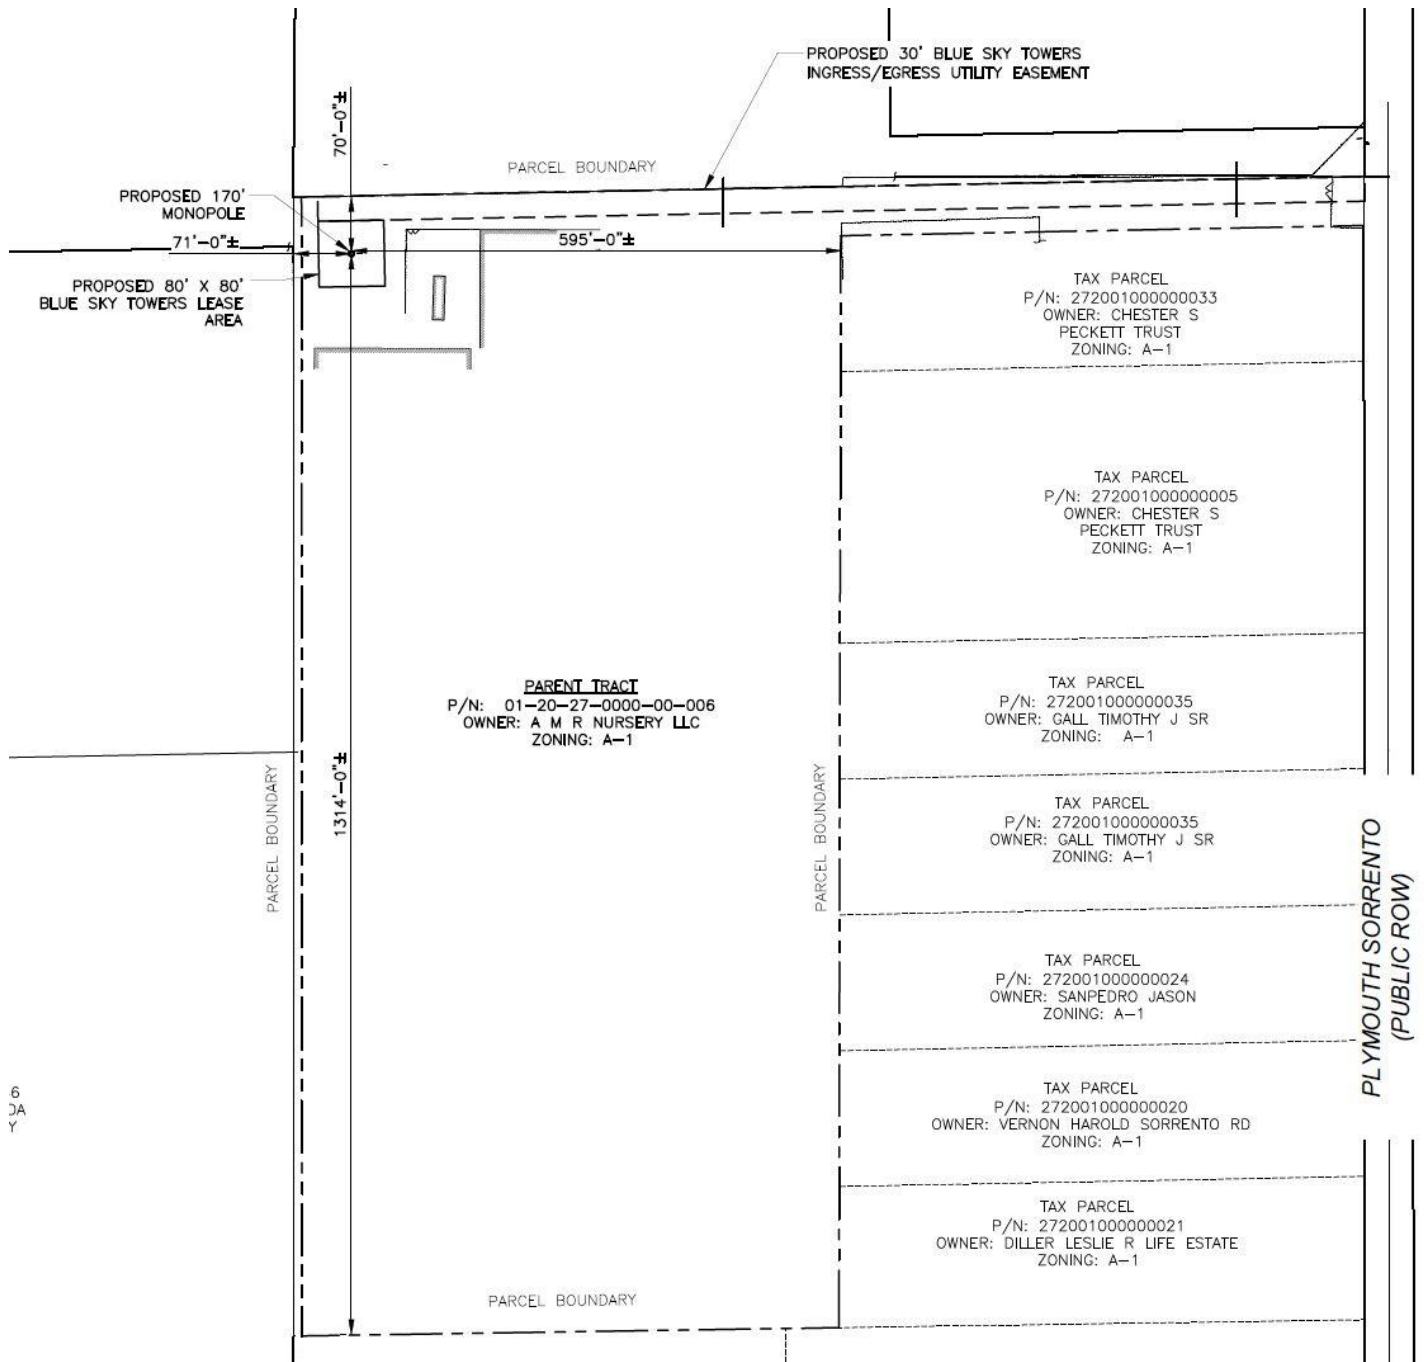 PROPOSED 30' BLUE SKY TOWERS
INGRESS/EGRESS UTILITY EASEMENT
70'-0"±
PARCEL BOUNDARY
PROPOSED 170'
MONOPOLE
71'-0"±
595'-0"±
PROPOSED 80' X 80'
BLUE SKY TOWERS LEASE
AREA
TAX PARCEL
P/N: 272001000000033
OWNER: CHESTER S
PECKETT TRUST
ZONING: A-1
TAX PARCEL
P/N: 272001000000005
OWNER: CHESTER S
PECKETT TRUST
ZONING: A-1
PARENT TRACT
P/N: 01-20-27-0000-00-006
OWNER: A M R NURSERY LLC
ZONING: A-1
TAX PARCEL
P/N: 272001000000035
OWNER: GALL TIMOTHY J SR
ZONING: A-1
1314'-0"±
PARCEL BOUNDARY
PARCEL BOUNDARY
TAX PARCEL
P/N: 272001000000035
OWNER: GALL TIMOTHY J SR
ZONING: A-1
PLYMOUTH SORRENTO
(PUBLIC ROW)
TAX PARCEL
P/N: 272001000000024
OWNER: SANPEDRO JASON
ZONING: A-1
6
DA
Y
TAX PARCEL
P/N: 272001000000020
OWNER: VERNON HAROLD SORRENTO RD
ZONING: A-1
TAX PARCEL
P/N: 272001000000021
OWNER: DILLER LESLIE R LIFE ESTATE
ZONING: A-1
PARCEL BOUNDARY